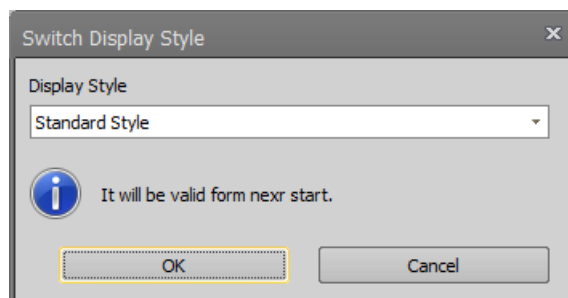 Switch Display Style
Display Style
Standard Style
It will be valid form nexr start.
OK
Cancel